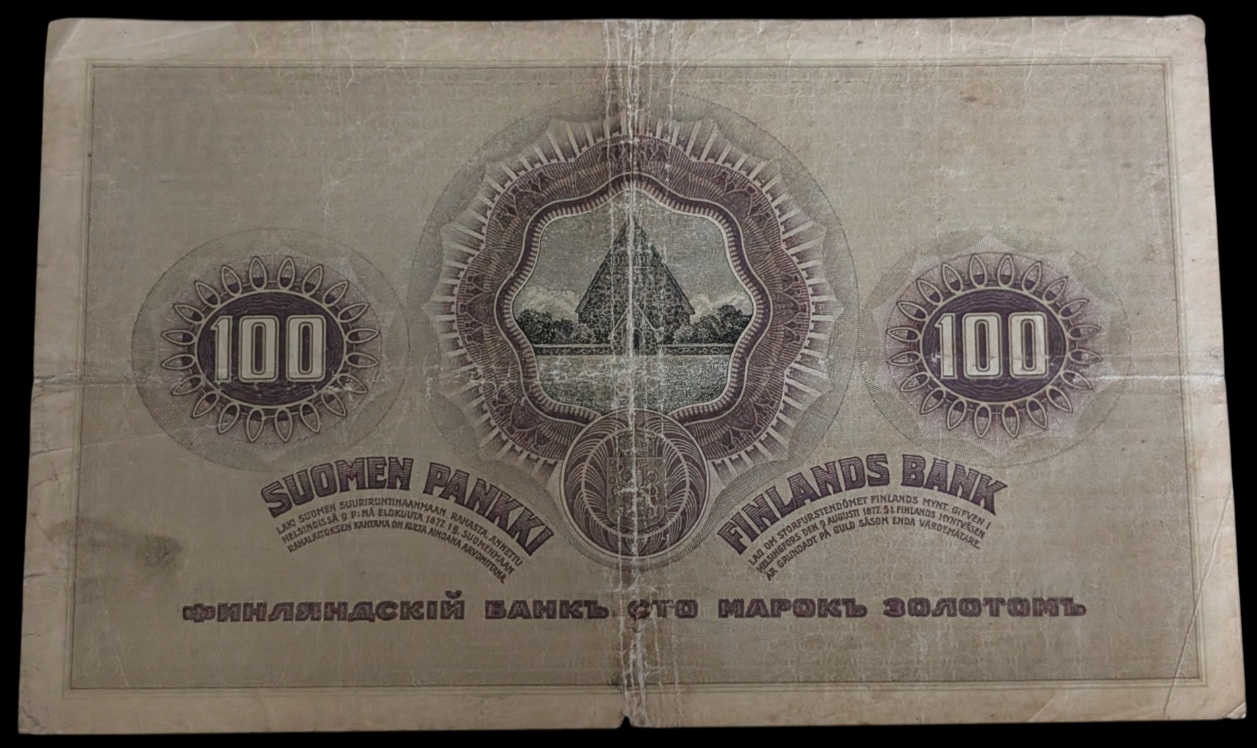 100
100
SUOMEN PANKKI
LAKI SUOMEN SUURIRUHTINAANMAAN RAHASTA, ANNETTU
HELSINGISSÄ 9 P:NÄ ELOKUUTA 1877. 1 §. SUOMENMAAN
RAHALAITOKSEN KANTANA ON KULTA AINOANA ARVOMITANA.
FINLANDS BANK
LAG OM STORFURSTENDÖMET FINLANDS MYNT, GIFVEN I
HELSINGFORS DEN 9 AUGUSTI 1877. § 1. FINLANDS MYNTVÄSEN
ÄR GRUNDADT PÅ GULD SÅSOM ENDA VÄRDEMÄTARE.
ФИНЛЯНДСКІЙ БАНКЪ СТО МАРОКЪ ЗОЛОТОМЪ